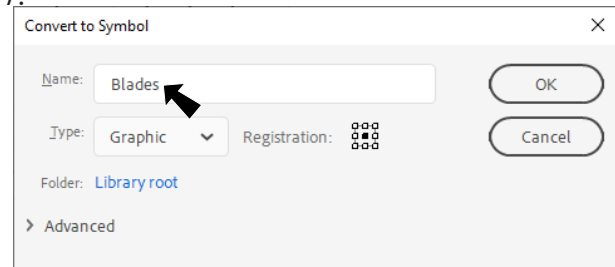 Convert to Symbol
Name: Blades OK
Type: Graphic Registration: Cancel
Folder: Library root
Advanced